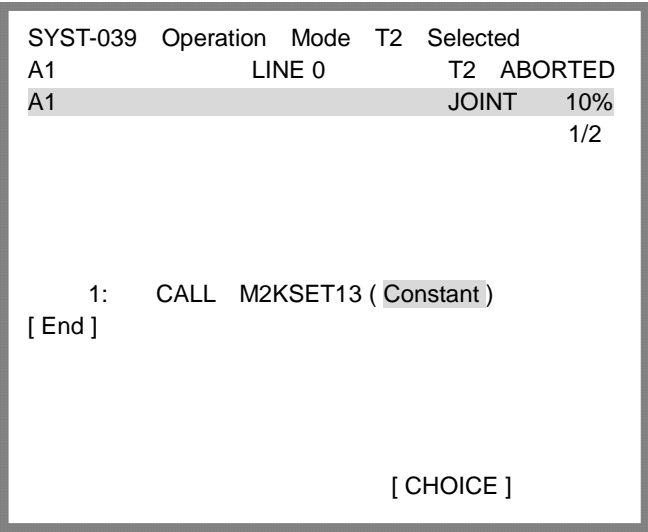 SYST-039 Operation Mode T2 Selected
A1 LINE 0 T2 ABORTED
A1 JOINT 10%
1/2
1: CALL M2KSET13 ( Constant )
[ End ]
[ CHOICE ]